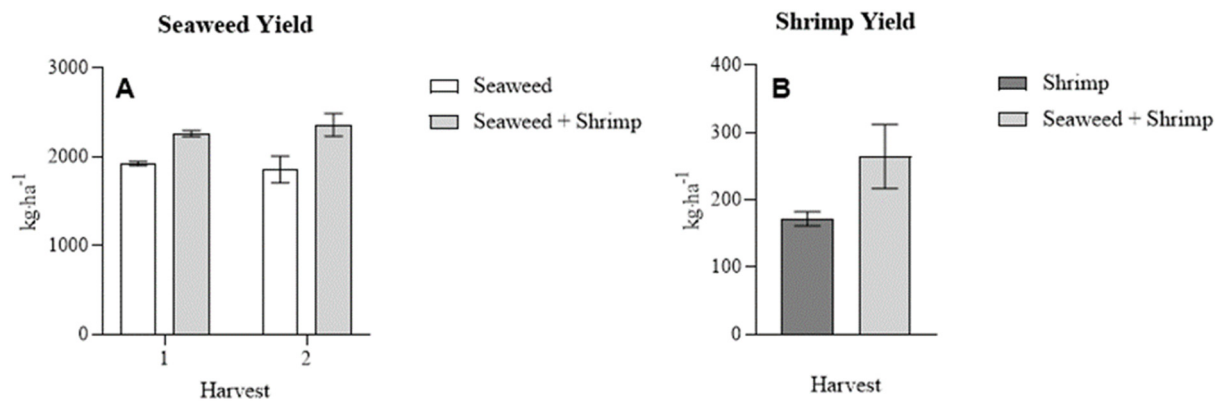 Seaweed Yield
A
3000
2000
1000
0
kg·ha⁻¹
1
2
Harvest
Seaweed
Seaweed + Shrimp
Shrimp Yield
B
400
300
200
100
0
kg·ha⁻¹
Harvest
Shrimp
Seaweed + Shrimp